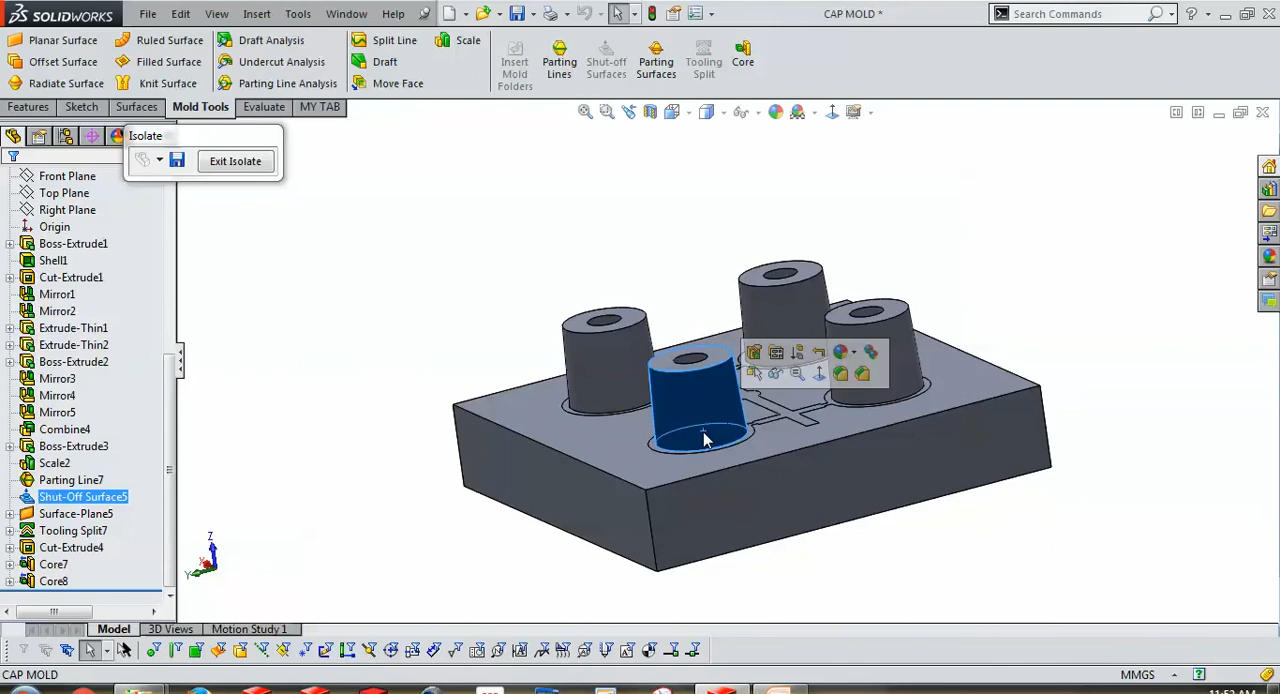 SOLIDWORKS File Edit View Insert Tools Window Help CAP MOLD * Search Commands
Planar Surface Ruled Surface Draft Analysis Split Line Scale
Offset Surface Filled Surface Undercut Analysis Draft
Radiate Surface Knit Surface Parting Line Analysis Move Face
Insert Mold Folders
Parting Lines
Shut-off Surfaces
Parting Surfaces
Tooling Split
Core
Features Sketch Surfaces Mold Tools Evaluate MY TAB
Isolate
Exit Isolate
Front Plane
Top Plane
Right Plane
Origin
Boss-Extrude1
Shell1
Cut-Extrude1
Mirror1
Mirror2
Extrude-Thin1
Extrude-Thin2
Boss-Extrude2
Mirror3
Mirror4
Mirror5
Combine4
Boss-Extrude3
Scale2
Parting Line7
Shut-Off Surface5
Surface-Plane5
Tooling Split7
Cut-Extrude4
Core7
Core8
Z
Y
X
Model 3D Views Motion Study 1
CAP MOLD MMGS
11:52 AM